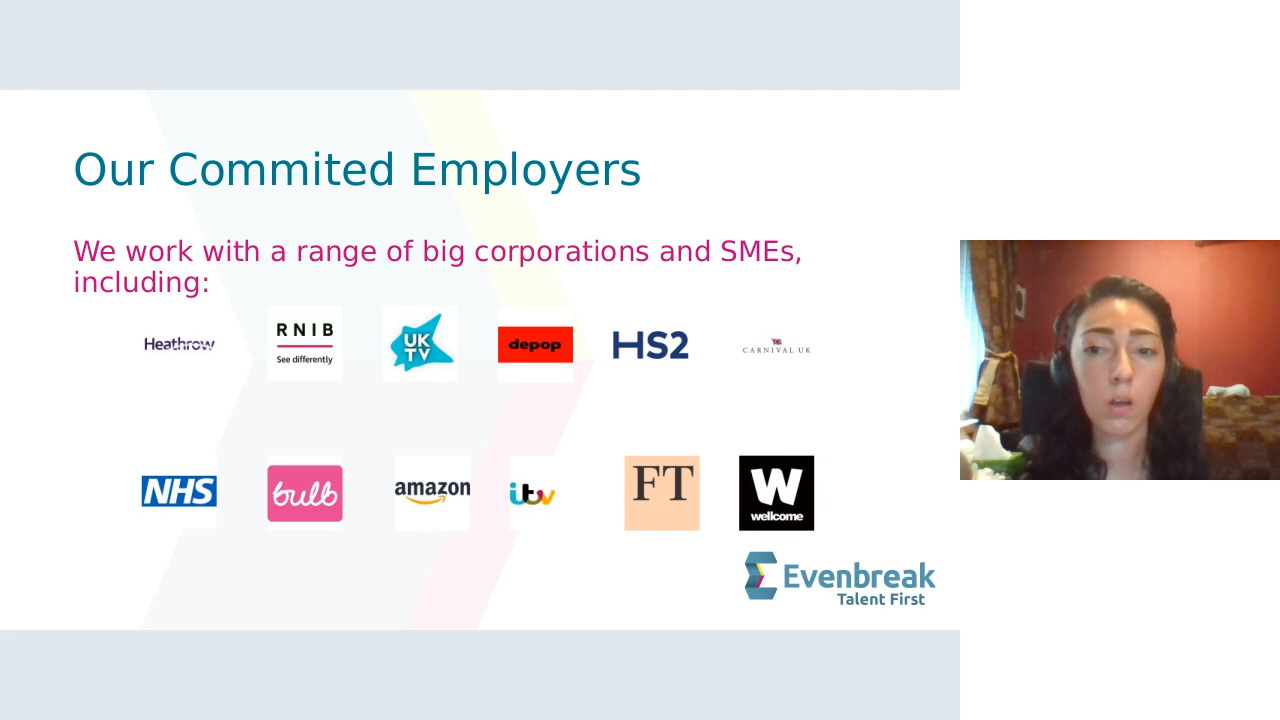 Our Commited Employers
We work with a range of big corporations and SMEs,
including:
Heathrow
RNIB
See differently
UK
TV
depop
HS2
CARNIVAL UK
NHS
bulb
amazon
itv
FT
W
wellcome
Evenbreak
Talent First